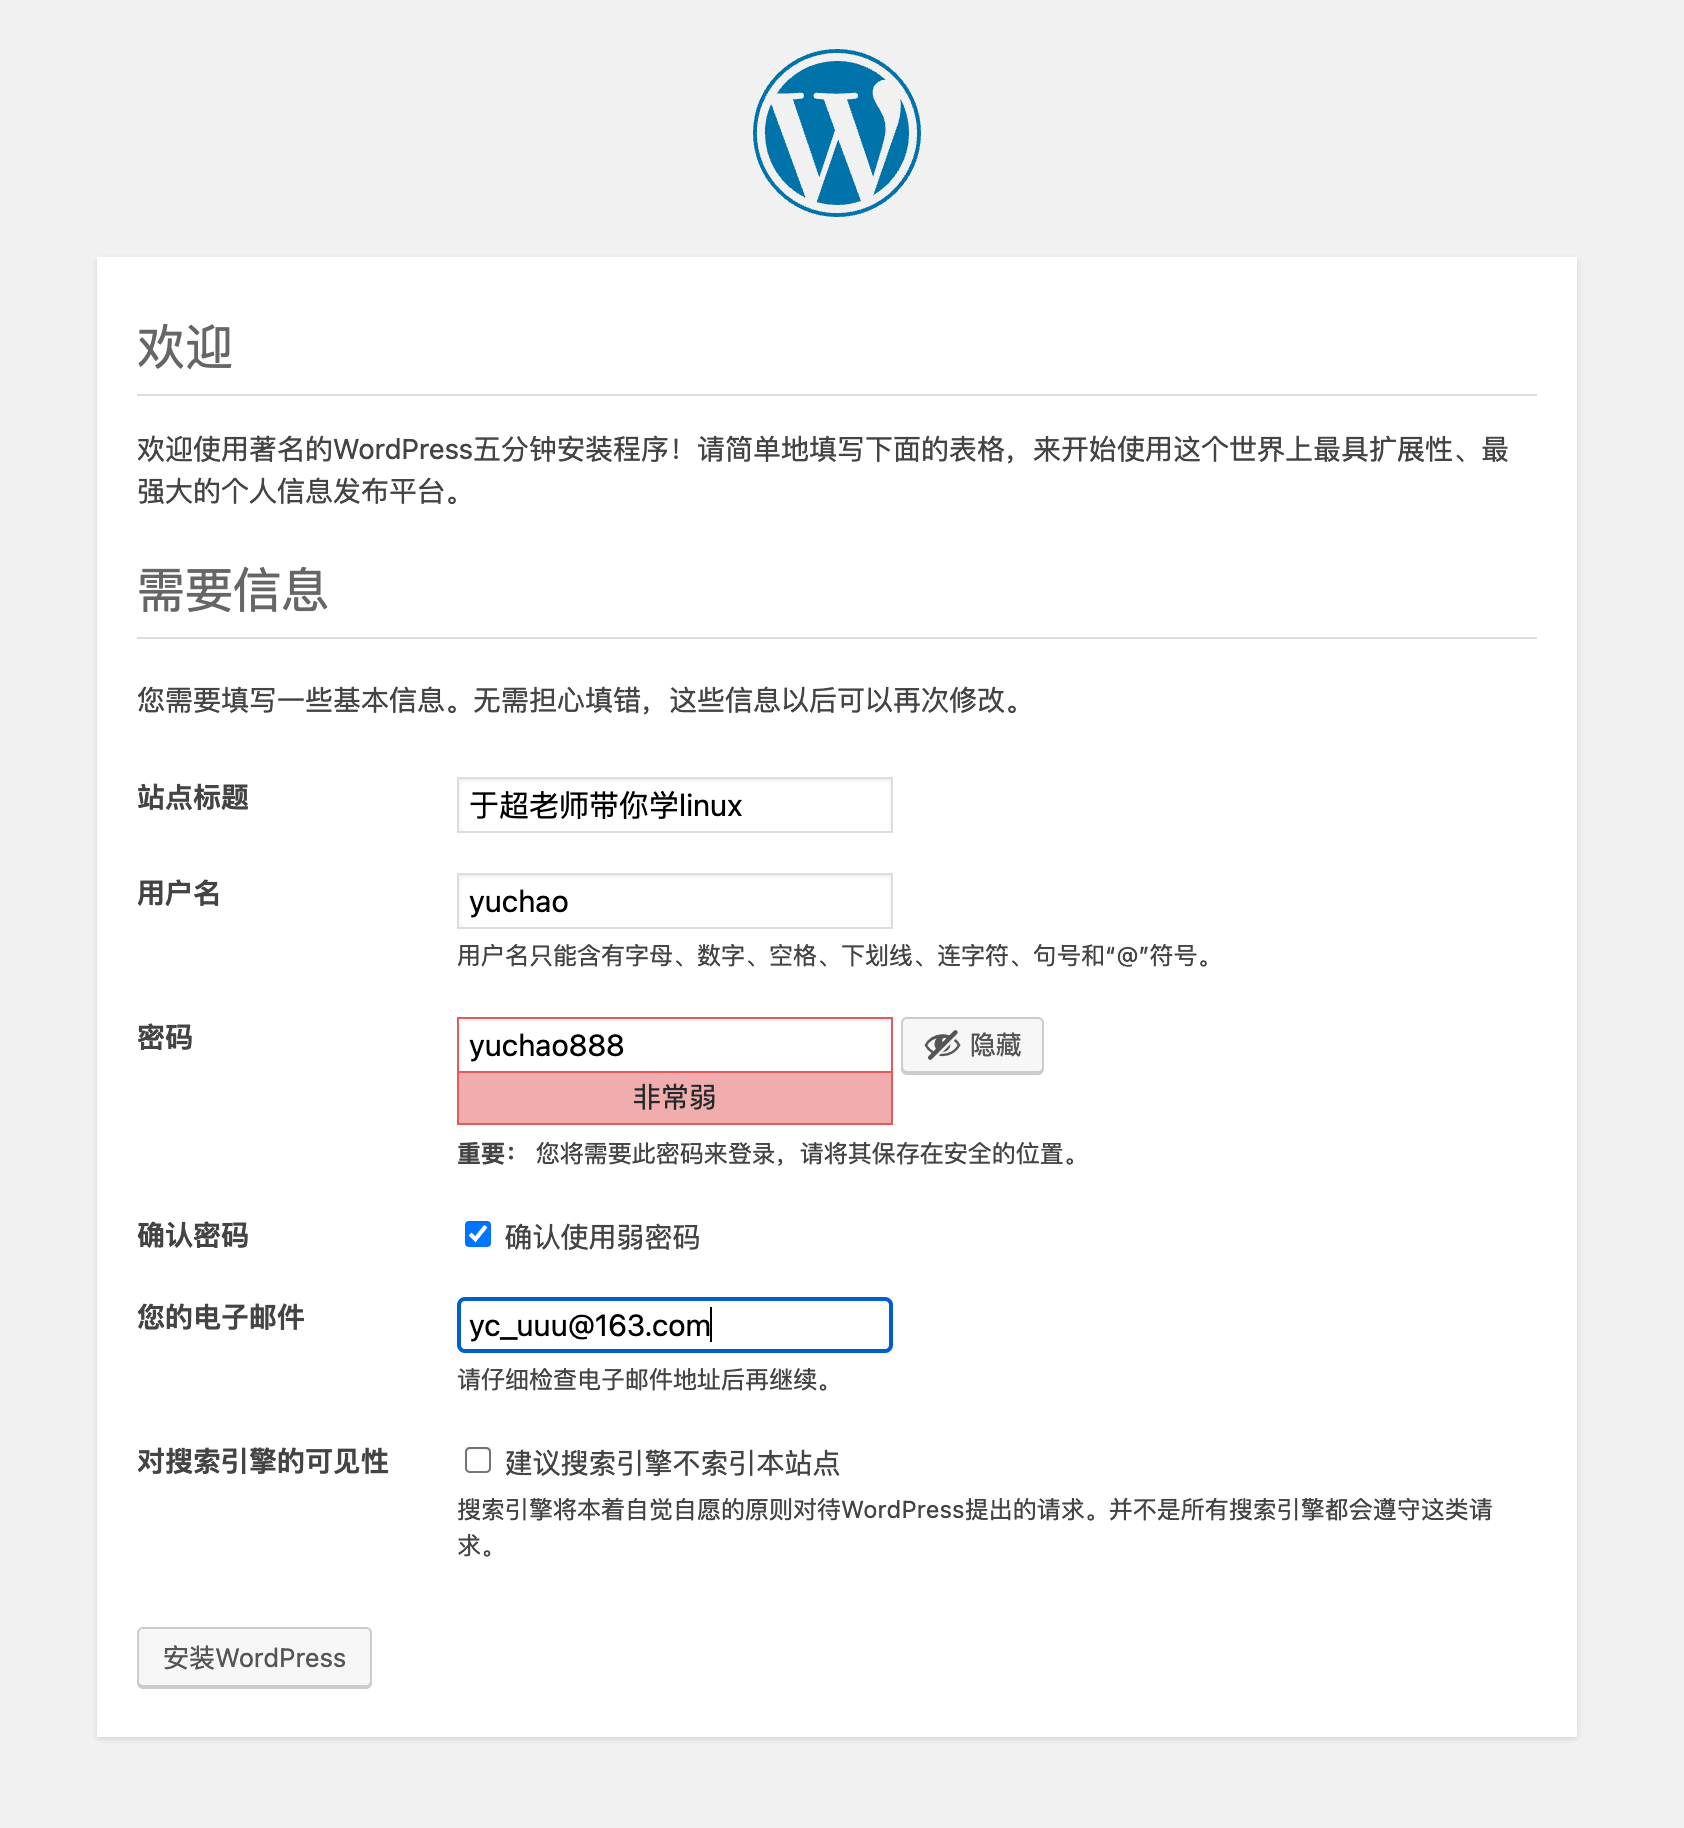 欢迎
欢迎使用著名的WordPress五分钟安装程序！请简单地填写下面的表格，来开始使用这个世界上最具扩展性、最
强大的个人信息发布平台。
需要信息
您需要填写一些基本信息。无需担心填错，这些信息以后可以再次修改。
站点标题
于超老师带你学linux
用户名
yuchao
用户名只能含有字母、数字、空格、下划线、连字符、句号和“@”符号。
密码
yuchao888
隐藏
非常弱
重要： 您将需要此密码来登录，请将其保存在安全的位置。
确认密码
确认使用弱密码
您的电子邮件
yc_uuu@163.com
请仔细检查电子邮件地址后再继续。
对搜索引擎的可见性
建议搜索引擎不索引本站点
搜索引擎将本着自觉自愿的原则对待WordPress提出的请求。并不是所有搜索引擎都会遵守这类请
求。
安装WordPress